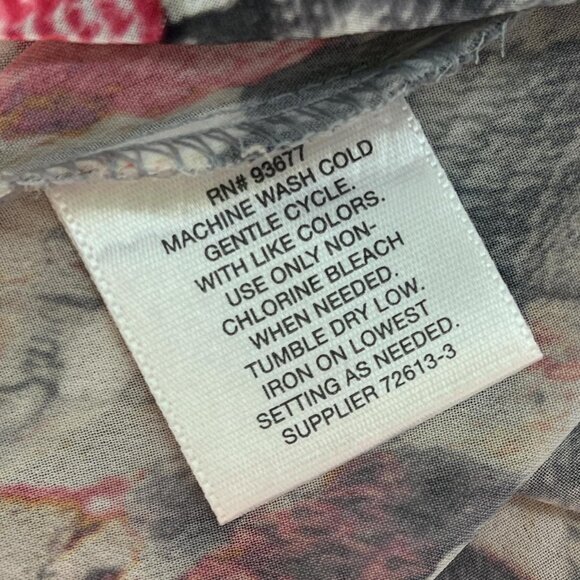 RN# 93677
MACHINE WASH COLD
GENTLE CYCLE.
WITH LIKE COLORS.
USE ONLY NON-
CHLORINE BLEACH
WHEN NEEDED.
TUMBLE DRY LOW.
IRON ON LOWEST
SETTING AS NEEDED.
SUPPLIER 72613-3